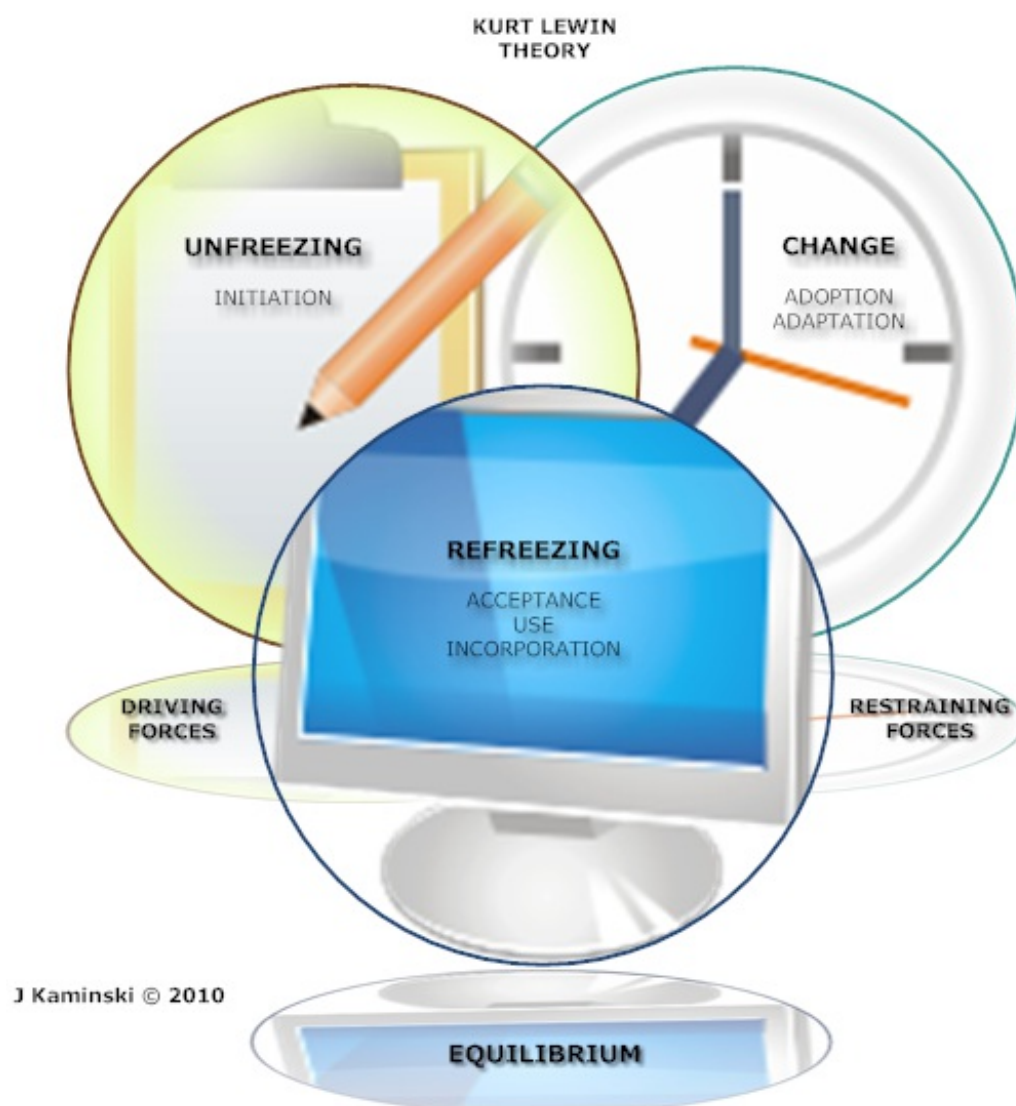 KURT LEWIN
THEORY
UNFREEZING
INITIATION
CHANGE
ADOPTION
ADAPTATION
REFREEZING
ACCEPTANCE
USE
INCORPORATION
DRIVING
FORCES
RESTRAINING
FORCES
J Kaminski © 2010
EQUILIBRIUM